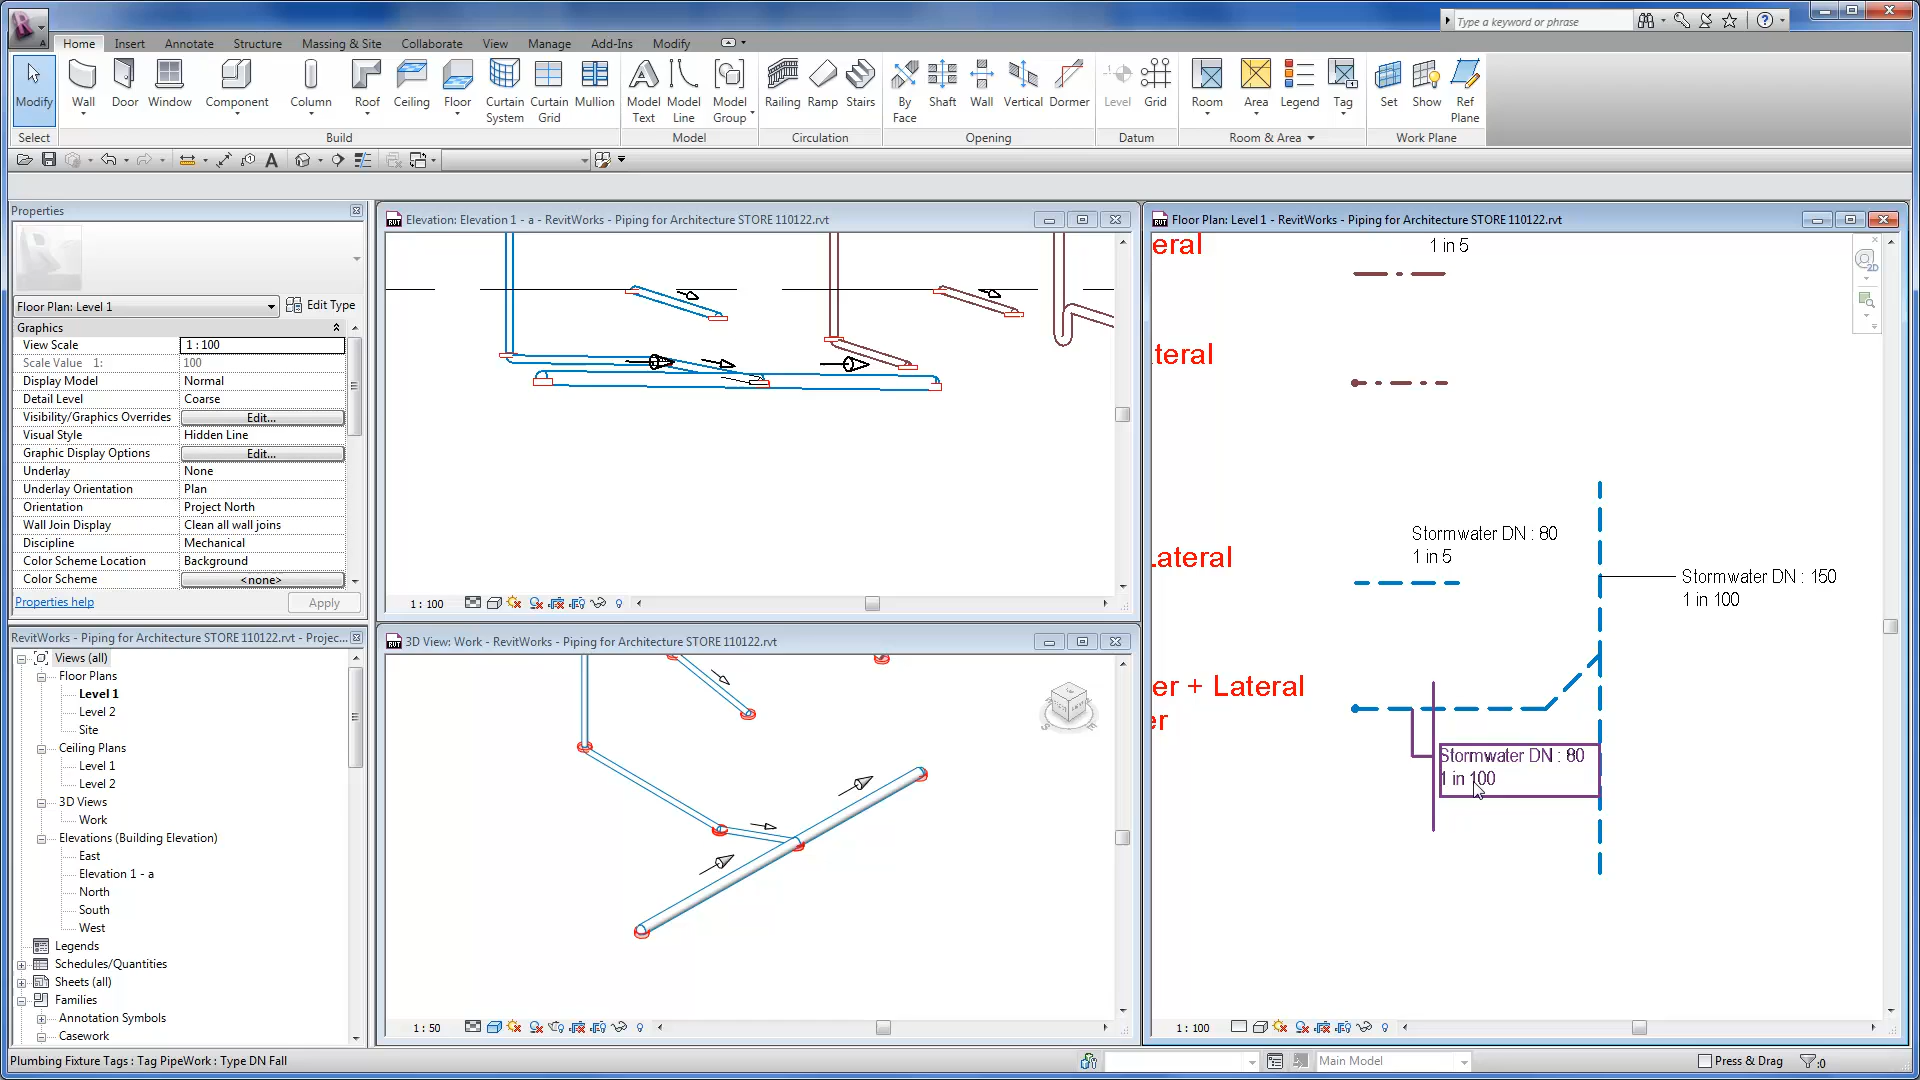 Type a keyword or phrase
Home Insert Annotate Structure Massing & Site Collaborate View Manage Add-Ins Modify
Modify Wall Door Window Component Column Roof Ceiling Floor Curtain System Curtain Grid Mullion Model Text Model Line Model Group Railing Ramp Stairs By Face Shaft Wall Vertical Dormer Level Grid Room Area Legend Tag Set Show Ref Plane
Select Build Model Circulation Opening Datum Room & Area Work Plane
Properties
Floor Plan: Level 1
Edit Type
Graphics
View Scale 1 : 100
Scale Value 1: 100
Display Model Normal
Detail Level Coarse
Visibility/Graphics Overrides Edit...
Visual Style Hidden Line
Graphic Display Options Edit...
Underlay None
Underlay Orientation Plan
Orientation Project North
Wall Join Display Clean all wall joins
Discipline Mechanical
Color Scheme Location Background
Color Scheme <none>
Properties help
Apply
RevitWorks - Piping for Architecture STORE 110122.rvt - Projec...
Views (all)
Floor Plans
Level 1
Level 2
Site
Ceiling Plans
Level 1
Level 2
3D Views
Work
Elevations (Building Elevation)
East
Elevation 1 - a
North
South
West
Legends
Schedules/Quantities
Sheets (all)
Families
Annotation Symbols
Casework
Elevation: Elevation 1 - a - RevitWorks - Piping for Architecture STORE 110122.rvt
1 : 100
3D View: Work - RevitWorks - Piping for Architecture STORE 110122.rvt
1 : 50
Floor Plan: Level 1 - RevitWorks - Piping for Architecture STORE 110122.rvt
2D
eral
1 in 5
teral
Stormwater DN : 80
1 in 5
Lateral
Stormwater DN : 150
1 in 100
er + Lateral
er
Stormwater DN : 80
1 in 100
1 : 100
Plumbing Fixture Tags : Tag PipeWork : Type DN Fall
Main Model
Press & Drag
:0